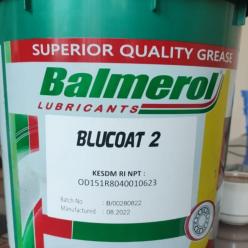 SUPERIOR QUALITY GREASE
Balmerol
LUBRICANTS
BLUCOAT 2
KESDM RI NPT :
OD151R8040010623
Batch No : B/00280822
Manufactured : 08.2022